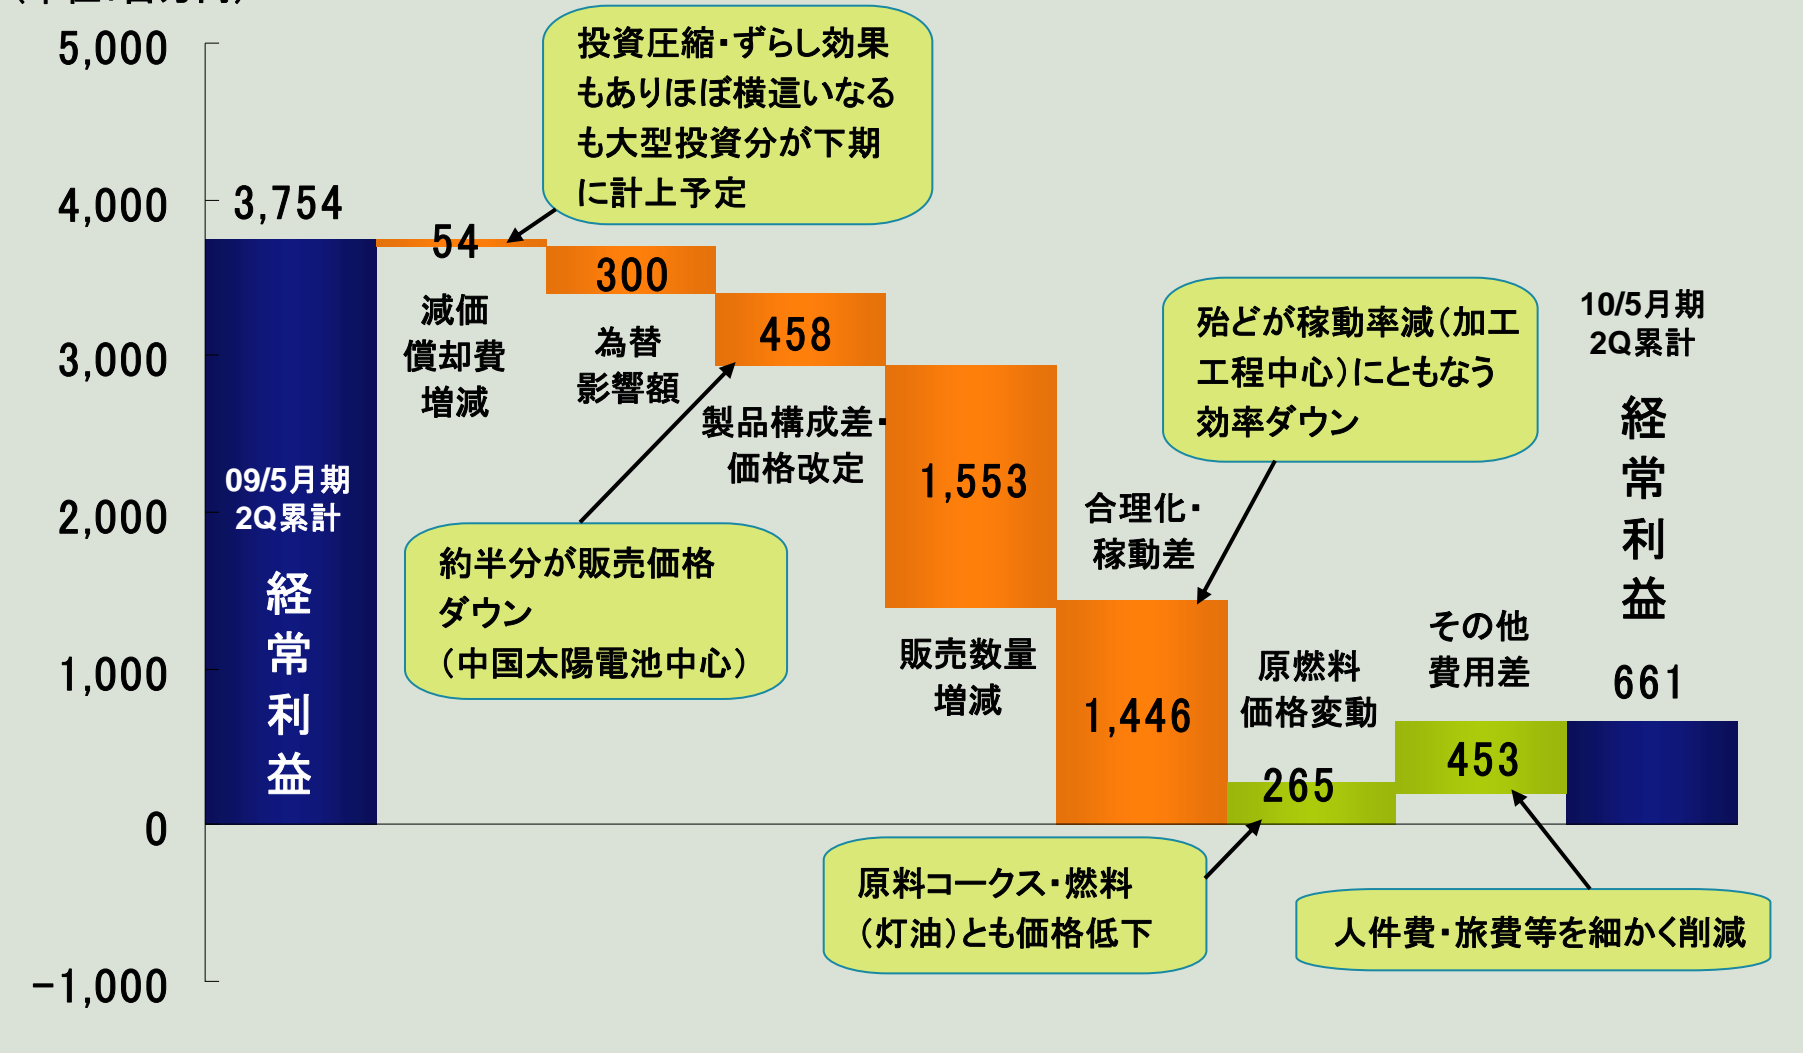 5,000
4,000
3,000
2,000
1,000
0
-1,000
3,754
09/5月期
2Q累計
経
常
利
益
54
減価
償却費
増減
投資圧縮・ずらし効果
もありほぼ横這いなる
も大型投資分が下期
に計上予定
300
為替
影響額
458
製品構成差・
価格改定
約半分が販売価格
ダウン
（中国太陽電池中心）
1,553
販売数量
増減
合理化・
稼動差
1,446
殆どが稼動率減（加工
工程中心）にともなう
効率ダウン
原燃料
価格変動
265
原料コークス・燃料
（灯油）とも価格低下
その他
費用差
453
人件費・旅費等を細かく削減
10/5月期
2Q累計
経
常
利
益
661